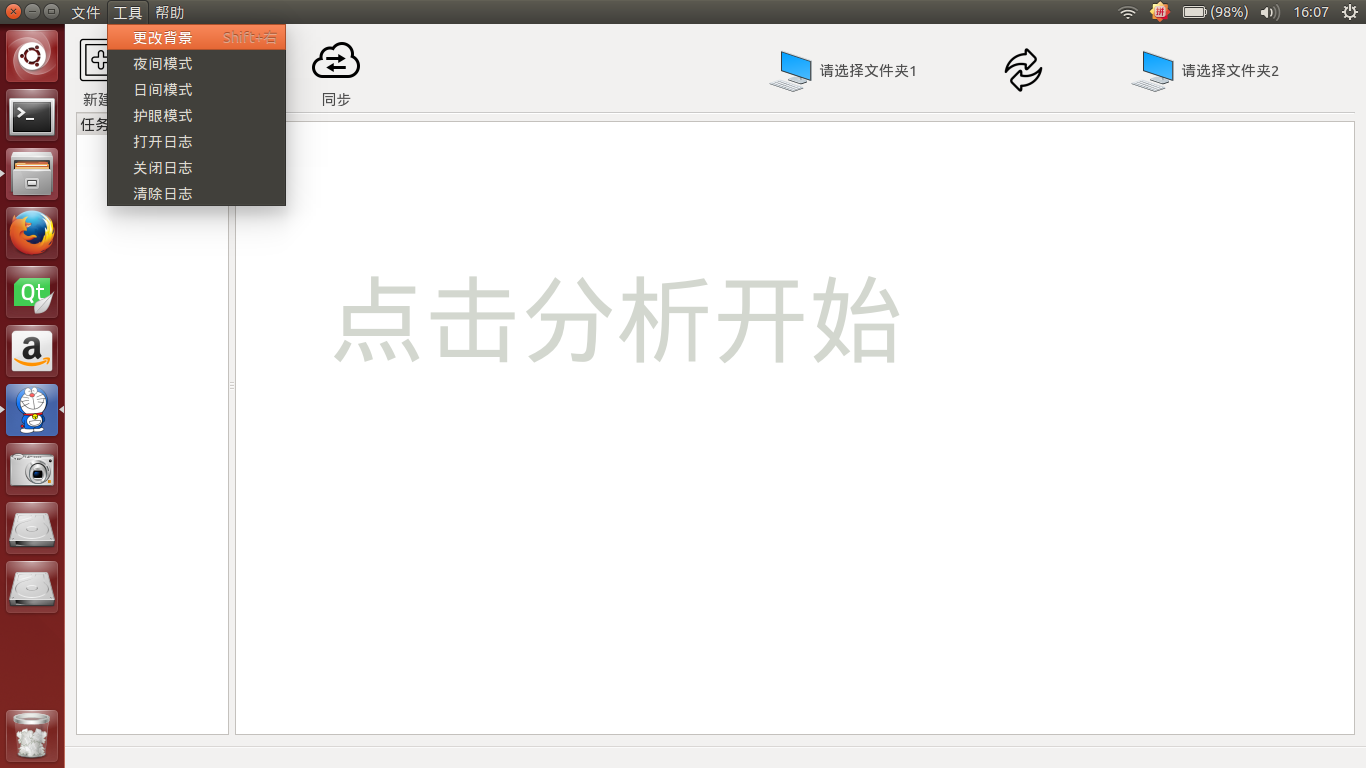 文件 工具 帮助 (98%) 16:07
更改背景 Shift+右
夜间模式
日间模式
护眼模式
打开日志
关闭日志
清除日志
新建
同步
请选择文件夹1
请选择文件夹2
任务
点击分析开始
Qt
a